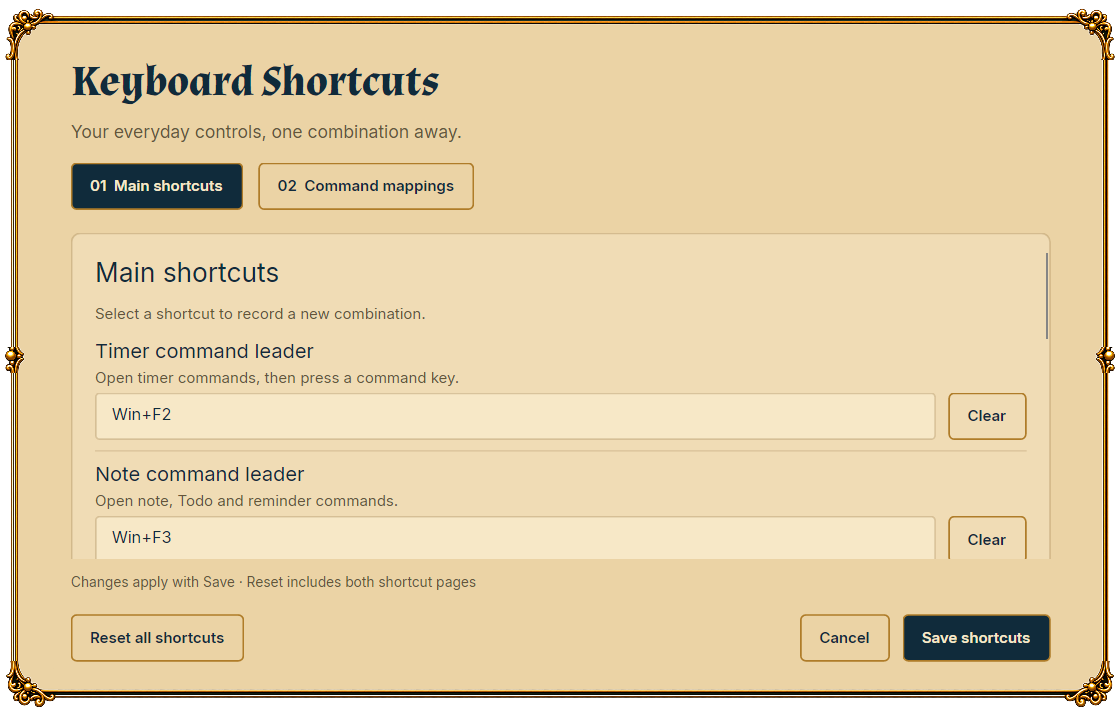 Keyboard Shortcuts
Your everyday controls, one combination away.
01 Main shortcuts
02 Command mappings
Main shortcuts
Select a shortcut to record a new combination.
Timer command leader
Open timer commands, then press a command key.
Win+F2
Clear
Note command leader
Open note, Todo and reminder commands.
Win+F3
Clear
Changes apply with Save · Reset includes both shortcut pages
Reset all shortcuts
Cancel
Save shortcuts